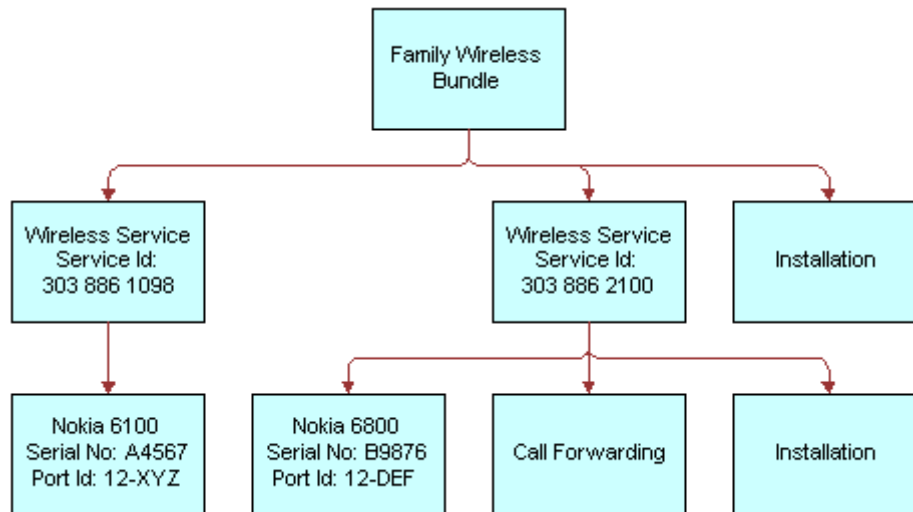 Family Wireless
Bundle
Wireless Service
Service Id:
303 886 1098
Wireless Service
Service Id:
303 886 2100
Installation
Nokia 6100
Serial No: A4567
Port Id: 12-XYZ
Nokia 6800
Serial No: B9876
Port Id: 12-DEF
Call Forwarding
Installation